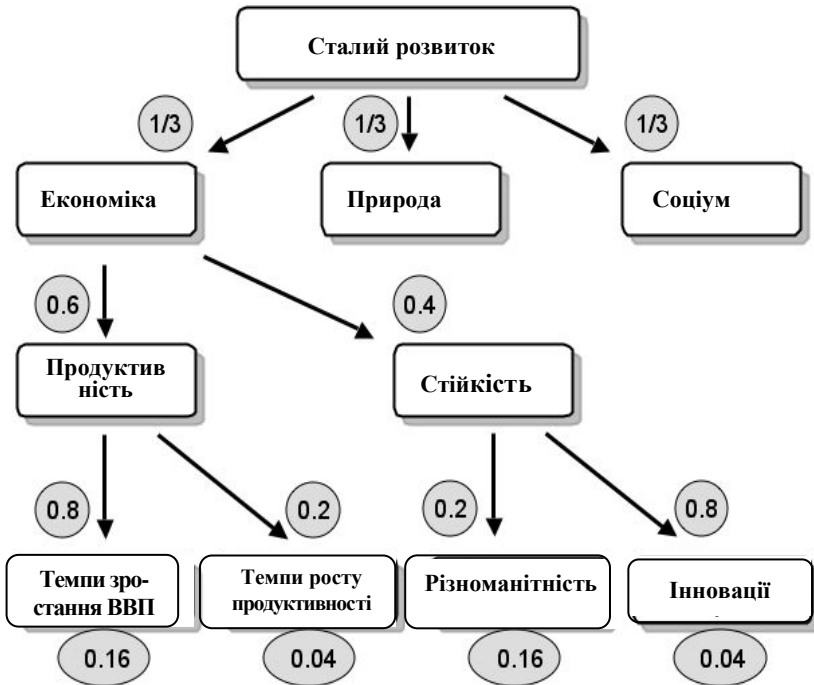 Сталий розвиток
1/3
1/3
1/3
Економіка
Природа
Соціум
0.6
0.4
Продуктив
ність
Стійкість
0.8
0.2
0.2
0.8
Темпи зро-
стання ВВП
Темпи росту
продуктивності
Різноманітність
Інновації
0.16
0.04
0.16
0.04